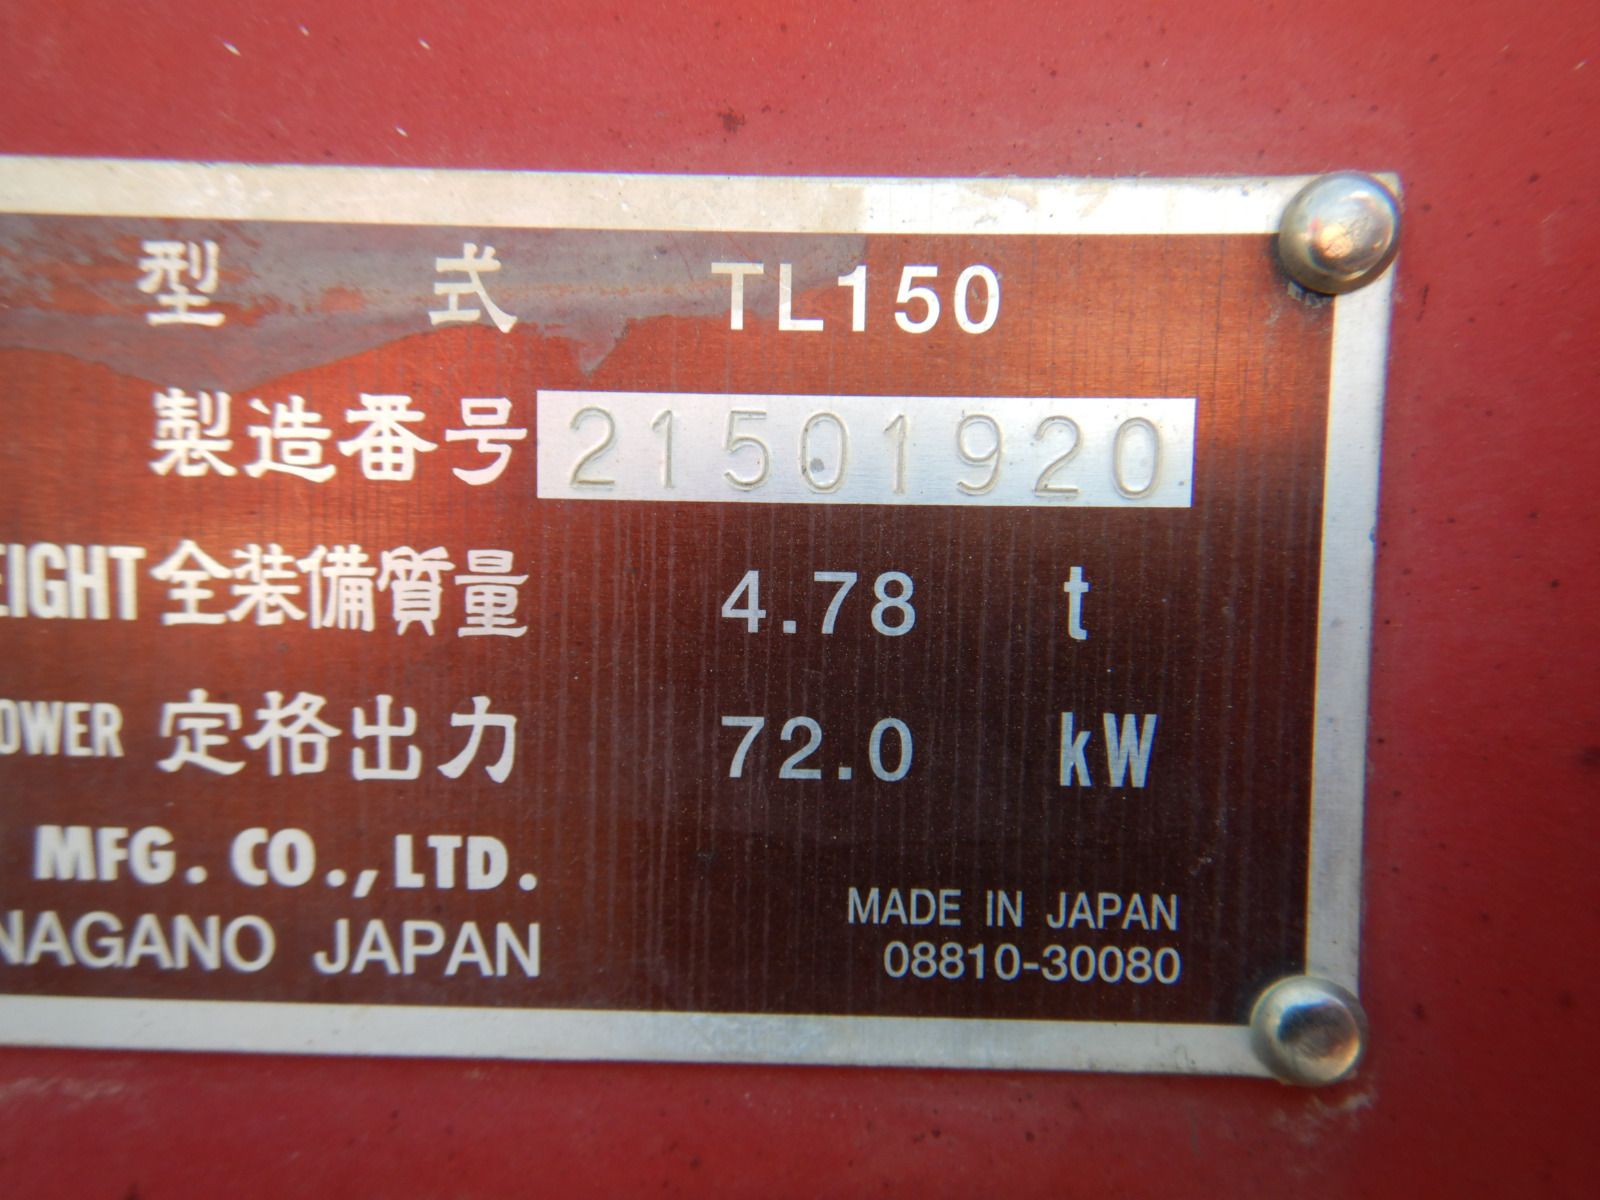 型式 TL150
製造番号 21501920
EIGHT 全装備質量 4.78 t
OWER 定格出力 72.0 kW
MFG. CO., LTD.
NAGANO JAPAN
MADE IN JAPAN
08810-30080